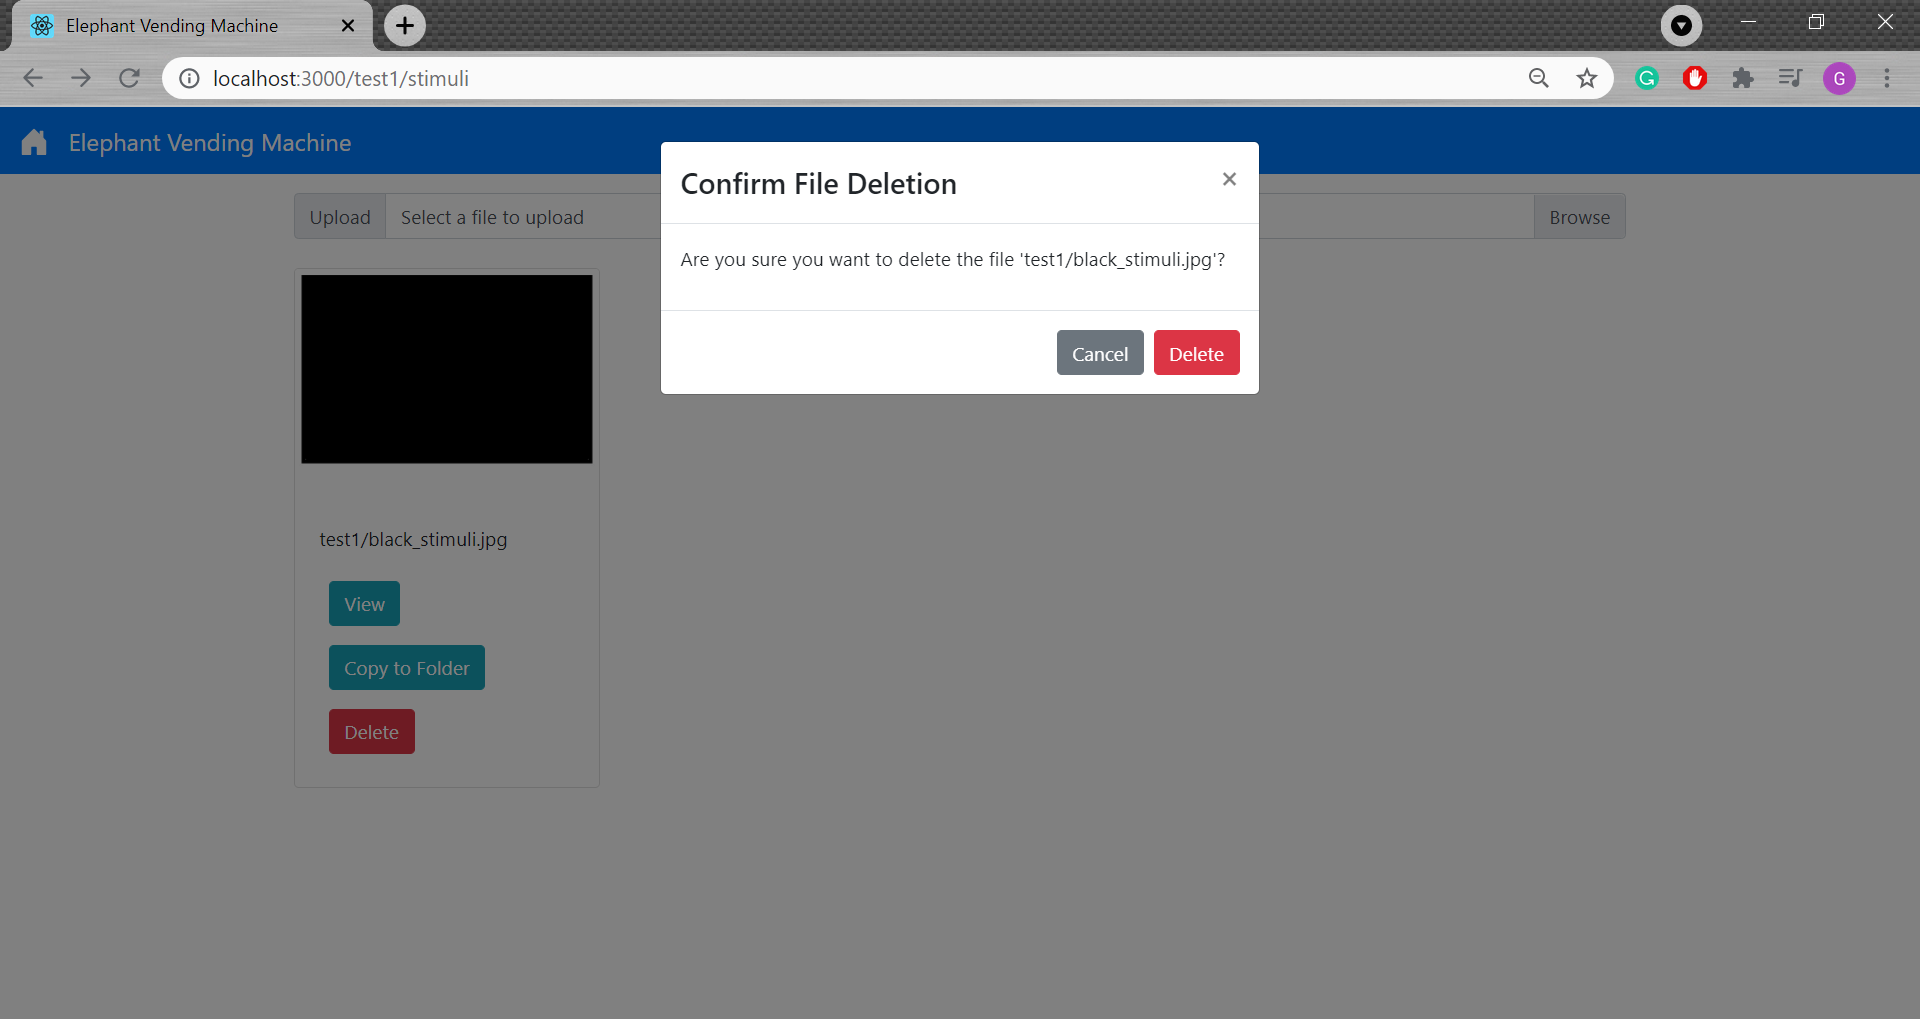 Elephant Vending Machine
localhost:3000/test1/stimuli
G
G
Elephant Vending Machine
Confirm File Deletion
×
Upload
Select a file to upload
Browse
Are you sure you want to delete the file 'test1/black_stimuli.jpg'?
Cancel
Delete
test1/black_stimuli.jpg
View
Copy to Folder
Delete